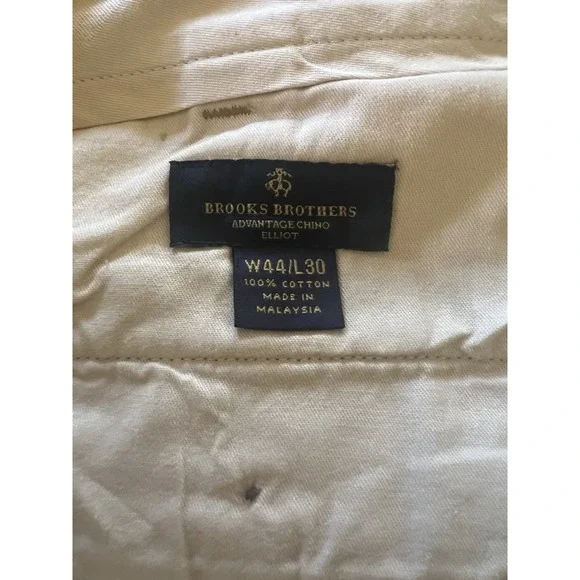 BROOKS BROTHERS
ADVANTAGE CHINO
ELLIOT
W44/L30
100% COTTON
MADE IN
MALAYSIA